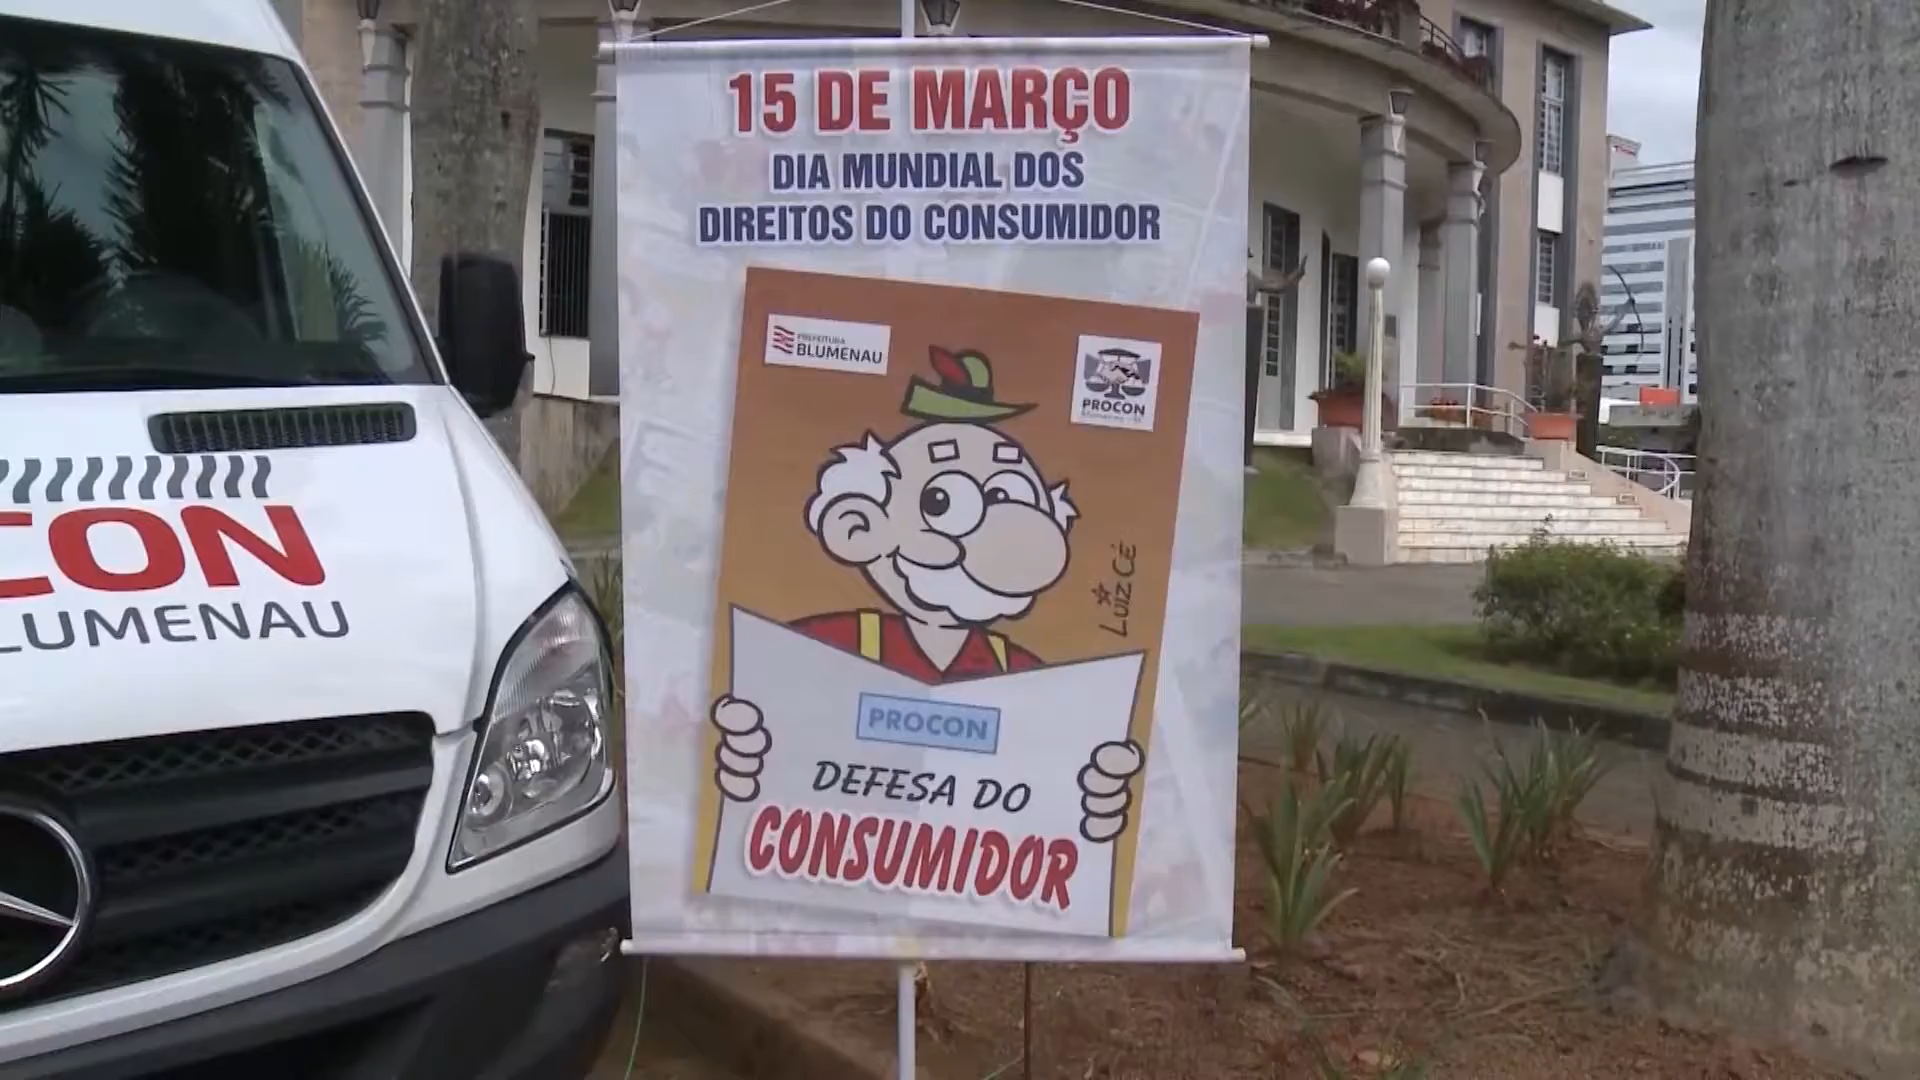 15 DE MARÇO
DIA MUNDIAL DOS
DIREITOS DO CONSUMIDOR
PREFEITURA
BLUMENAU
PROCON
LUIZ CÉ
PROCON
DEFESA DO
CONSUMIDOR
CON
LUMENAU